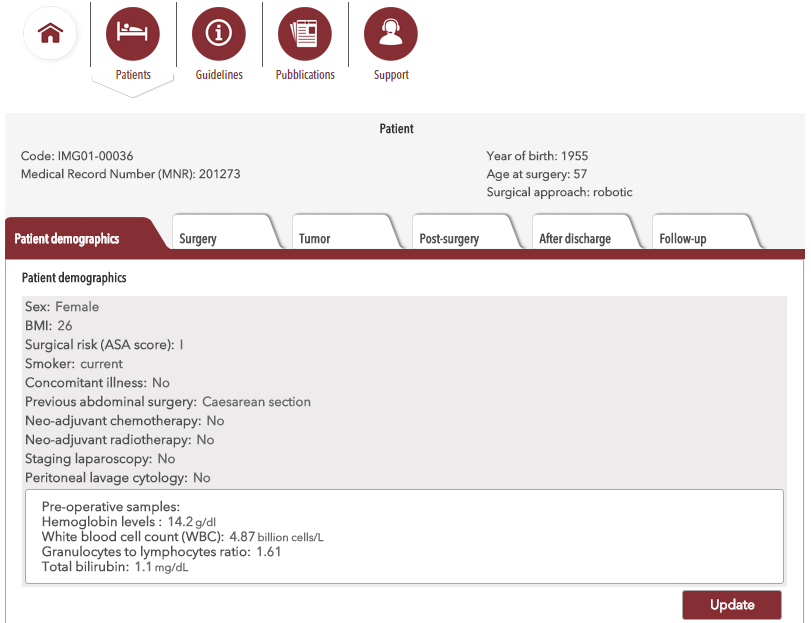 Patients
Guidelines
Pubblications
Support
Patient
Code: IMG01-00036
Medical Record Number (MNR): 201273
Year of birth: 1955
Age at surgery: 57
Surgical approach: robotic
Patient demographics
Surgery
Tumor
Post-surgery
After discharge
Follow-up
Patient demographics
Sex: Female
BMI: 26
Surgical risk (ASA score): I
Smoker: current
Concomitant illness: No
Previous abdominal surgery: Caesarean section
Neo-adjuvant chemotherapy: No
Neo-adjuvant radiotherapy: No
Staging laparoscopy: No
Peritoneal lavage cytology: No
Pre-operative samples:
Hemoglobin levels : 14.2 g/dl
White blood cell count (WBC): 4.87 billion cells/L
Granulocytes to lymphocytes ratio: 1.61
Total bilirubin: 1.1 mg/dL
Update